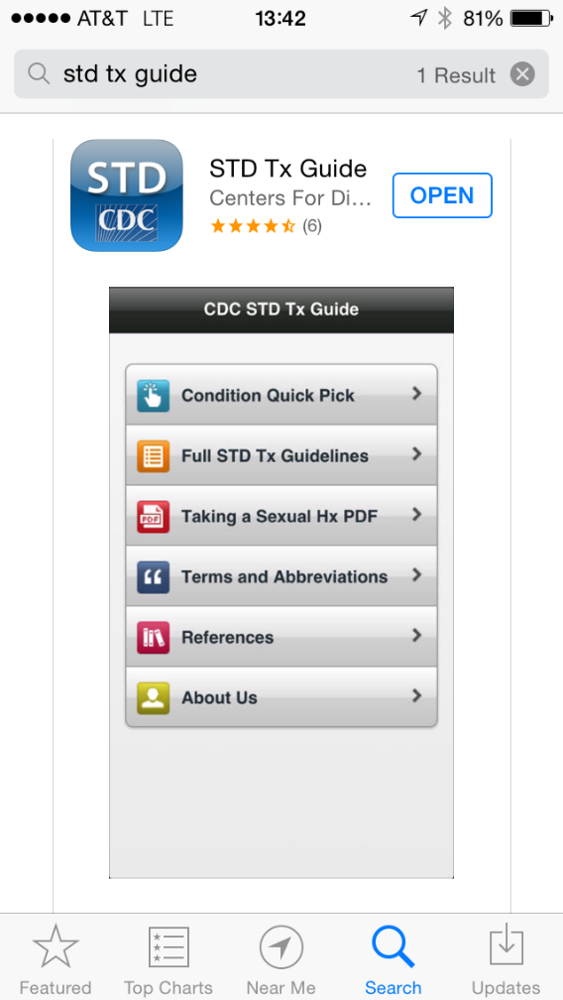 AT&T LTE 13:42 81%
std tx guide 1 Result
STD
CDC
STD Tx Guide
Centers For Di...
(6)
OPEN
CDC STD Tx Guide
Condition Quick Pick
Full STD Tx Guidelines
PDF Taking a Sexual Hx PDF
Terms and Abbreviations
References
About Us
Featured Top Charts Near Me Search Updates